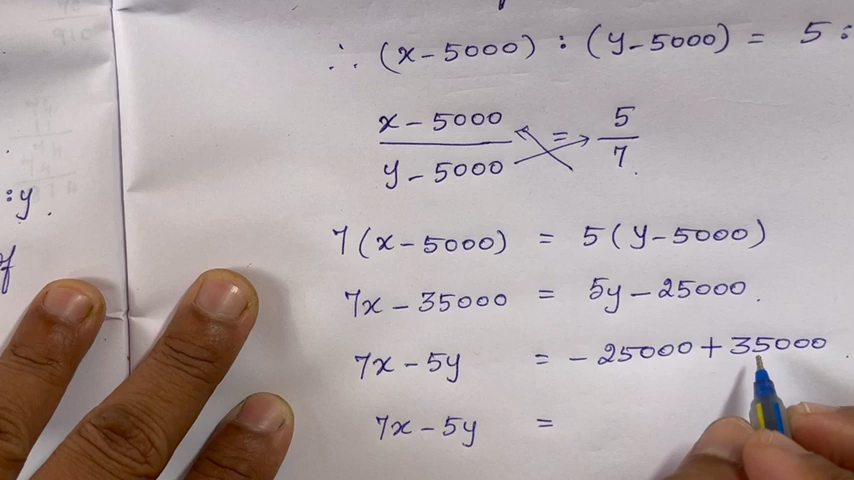 ∴ (x - 5000) : (y - 5000) = 5 :
x - 5000 / y - 5000 = 5 / 7
: y.
7(x - 5000) = 5(y - 5000)
7x - 35000 = 5y - 25000.
7x - 5y = - 25000 + 35000
7x - 5y =